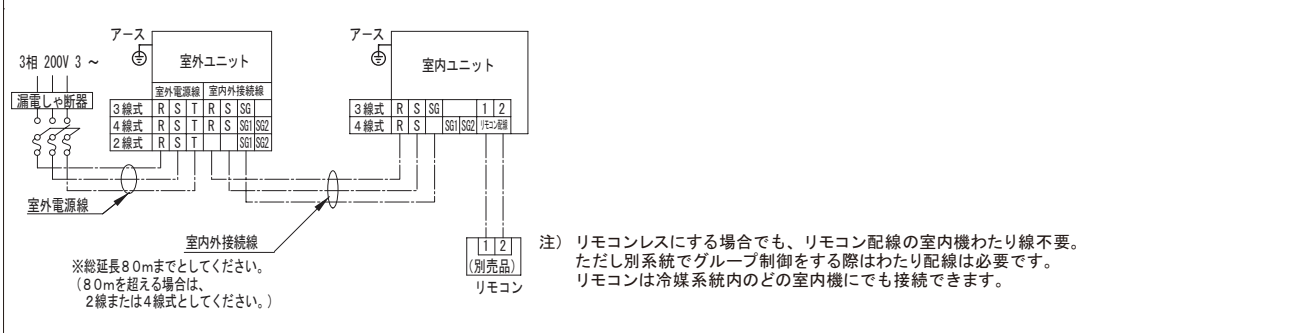 アース
3相 200V 3 ~
室外ユニット
漏電しゃ断器
室外電源線 室内外接続線
3線式 R S T R S SG
4線式 R S T R S SG1 SG2
2線式 R S T SG1 SG2
室外電源線
室内外接続線
※総延長80mまでとしてください。
(80mを超える場合は、
2線または4線式としてください。)
アース
室内ユニット
3線式 R S SG 1 2
4線式 R S SG1 SG2 リモコン配線
1 2
(別売品)
リモコン
注) リモコンレスにする場合でも、リモコン配線の室内機わたり線不要。
ただし別系統でグループ制御をする際はわたり配線は必要です。
リモコンは冷媒系統内のどの室内機にでも接続できます。